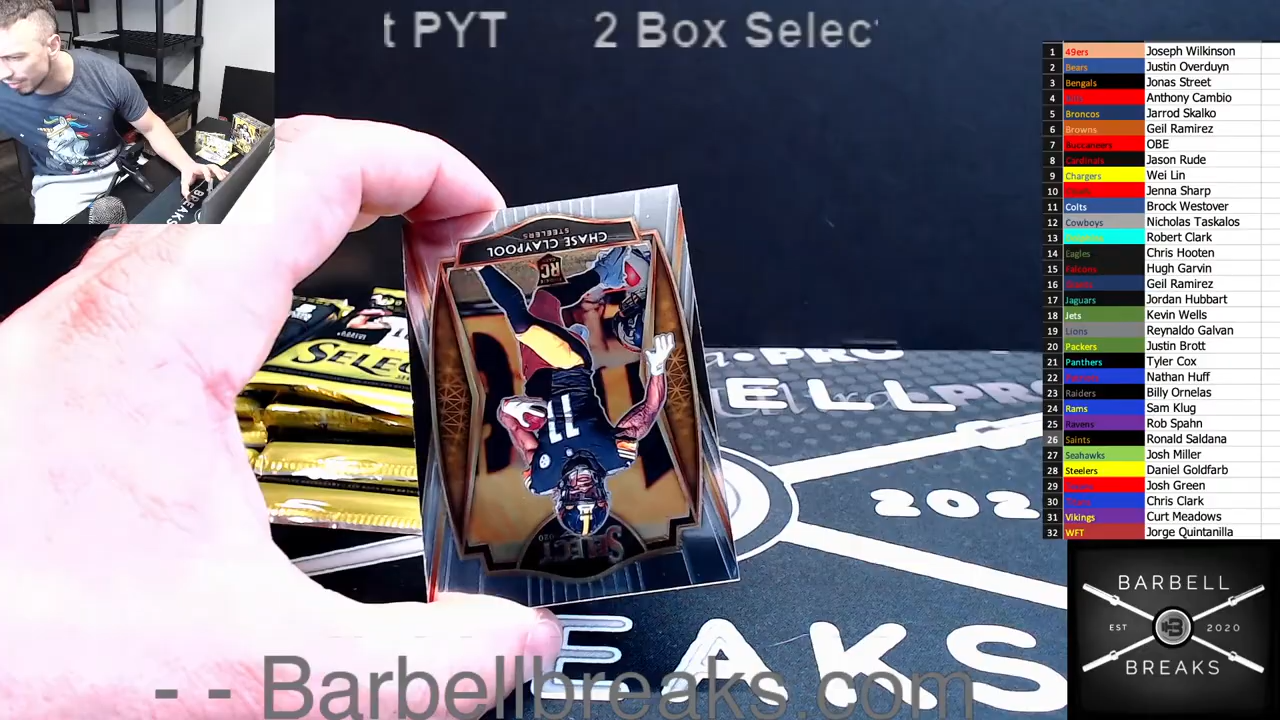 t PYT 2 Box Selec
1 49ers Joseph Wilkinson
2 Bears Justin Overduyn
3 Bengals Jonas Street
4 Anthony Cambio
5 Broncos Jarrod Skalko
6 Browns Geil Ramirez
7 Buccaneers OBE
8 Cardinals Jason Rude
9 Chargers Wei Lin
10 Jenna Sharp
11 Colts Brock Westover
12 Cowboys Nicholas Taskalos
13 Robert Clark
14 Eagles Chris Hooten
15 Falcons Hugh Garvin
16 Geil Ramirez
17 Jaguars Jordan Hubbart
18 Jets Kevin Wells
19 Lions Reynaldo Galvan
20 Packers Justin Brott
21 Panthers Tyler Cox
22 Nathan Huff
23 Raiders Billy Ornelas
24 Rams Sam Klug
25 Ravens Rob Spahn
26 Saints Ronald Saldana
27 Seahawks Josh Miller
28 Steelers Daniel Goldfarb
29 Josh Green
30 Chris Clark
31 Vikings Curt Meadows
32 WFT Jorge Quintanilla
BREAKS
CHASE CLAYPOOL
STEELERS
RC
11
SELECT
2020
SELECT
PRO
ELL
202
EAKS
BARBELL
EST 2020
BREAKS
- - Barbellbreaks.com